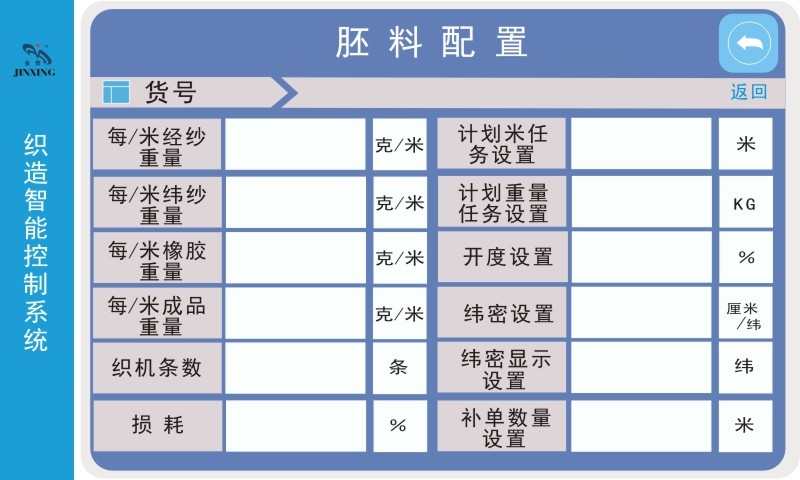 胚料配置
JINXING
货号
返回
织造智能控制系统
每/米经纱
重量
克/米
计划米任
务设置
米
每/米纬纱
重量
克/米
计划重量
任务设置
KG
每/米橡胶
重量
克/米
开度设置
%
每/米成品
重量
克/米
纬密设置
厘米
/纬
织机条数
条
纬密显示
设置
纬
损耗
%
补单数量
设置
米